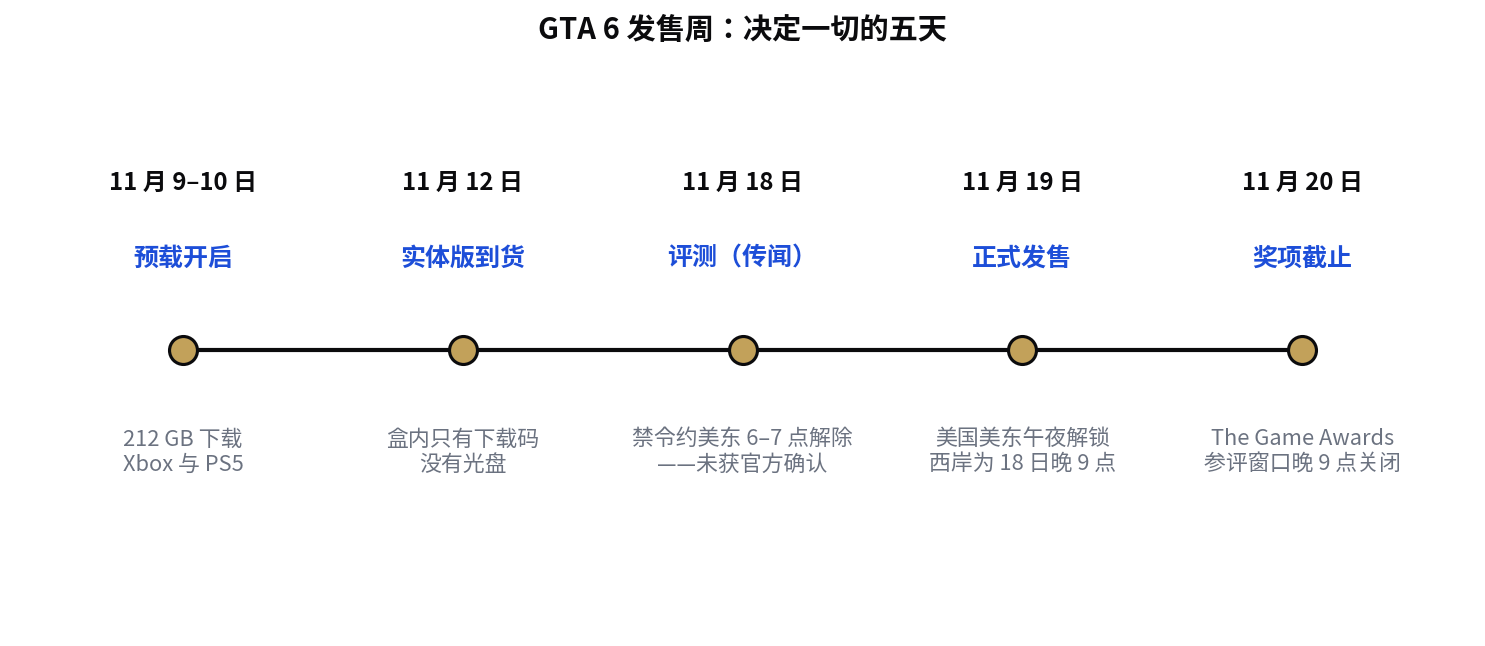 GTA 6 发售周：决定一切的五天
11 月 9–10 日
预载开启
212 GB 下载
Xbox 与 PS5
11 月 12 日
实体版到货
盒内只有下载码
没有光盘
11 月 18 日
评测（传闻）
禁令约美东 6–7 点解除
——未获官方确认
11 月 19 日
正式发售
美国美东午夜解锁
西岸为 18 日晚 9 点
11 月 20 日
奖项截止
The Game Awards
参评窗口晚 9 点关闭